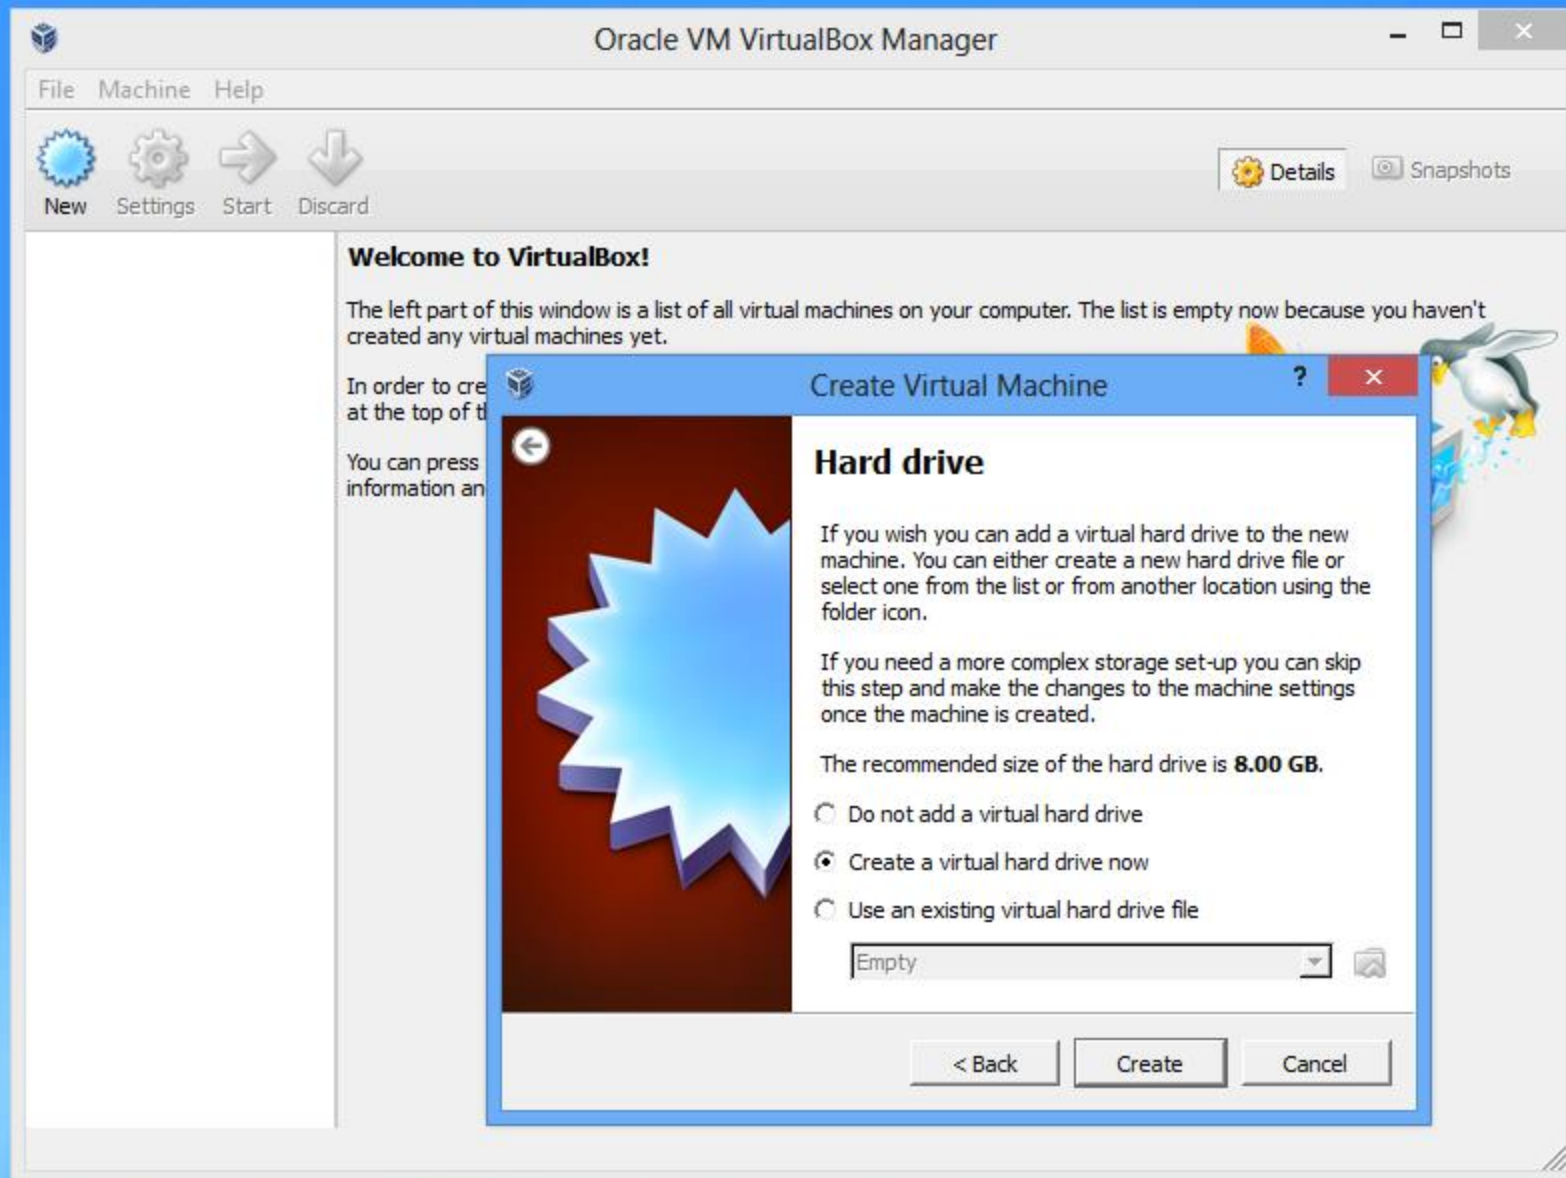 Oracle VM VirtualBox Manager
File Machine Help
New Settings Start Discard
Details Snapshots
Welcome to VirtualBox!
The left part of this window is a list of all virtual machines on your computer. The list is empty now because you haven't
created any virtual machines yet.
In order to cre
at the top of t
You can press
information an
Create Virtual Machine ?
Hard drive
If you wish you can add a virtual hard drive to the new
machine. You can either create a new hard drive file or
select one from the list or from another location using the
folder icon.
If you need a more complex storage set-up you can skip
this step and make the changes to the machine settings
once the machine is created.
The recommended size of the hard drive is 8.00 GB.
Do not add a virtual hard drive
Create a virtual hard drive now
Use an existing virtual hard drive file
Empty
< Back Create Cancel